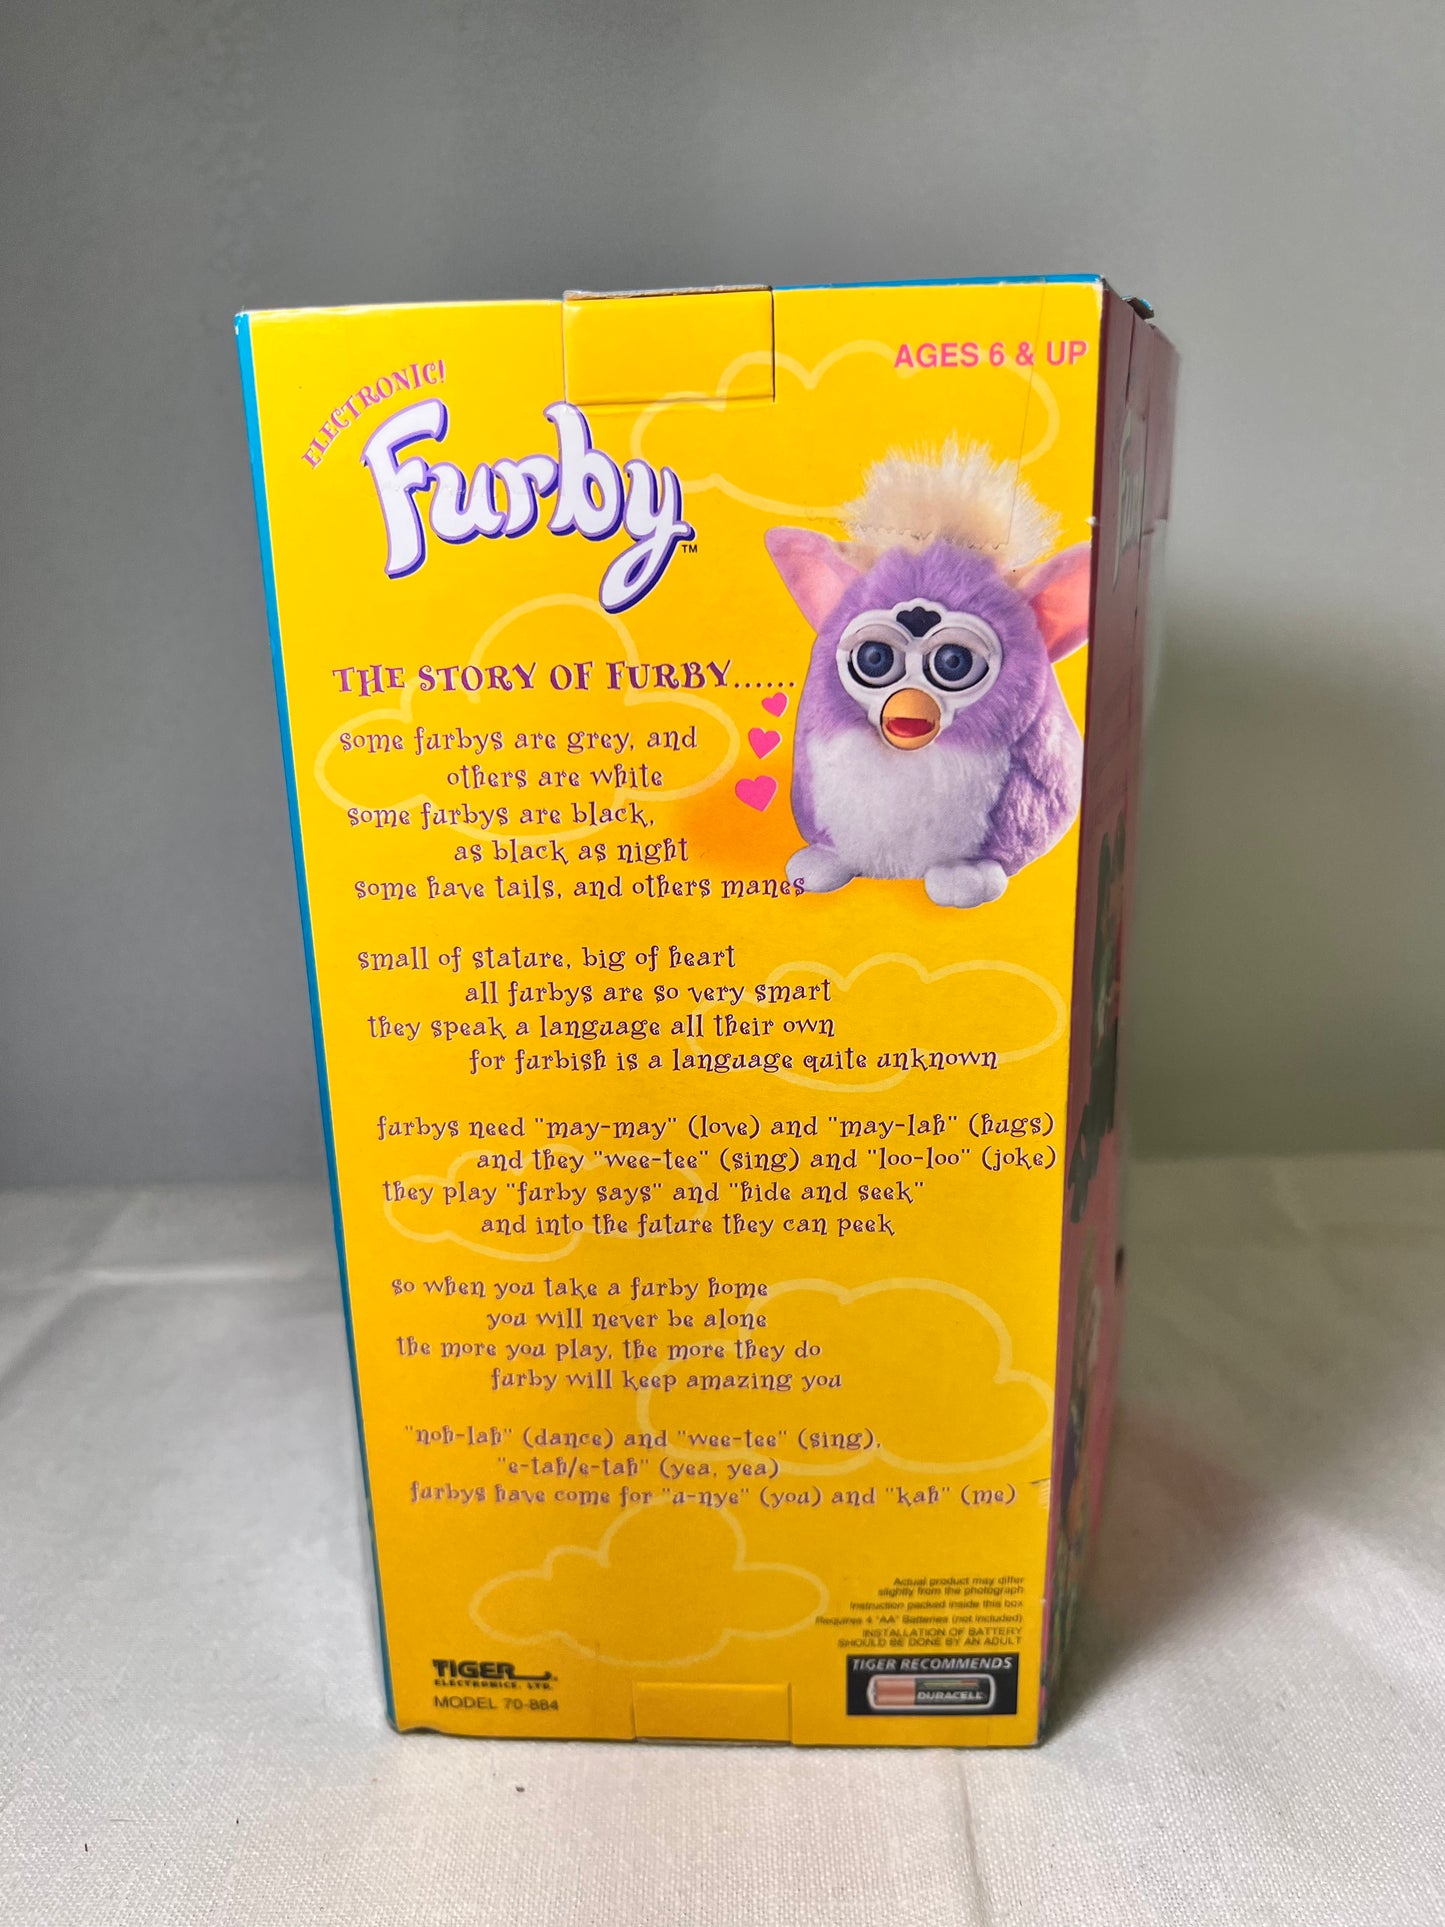 ELECTRONIC!
Furby™
AGES 6 & UP
THE STORY OF FURBY......
some furbys are grey, and
others are white
some furbys are black,
as black as night
some have tails, and others manes
small of stature, big of heart
all furbys are so very smart
they speak a language all their own
for furbish is a language quite unknown
furbys need "may-may" (love) and "may-lah" (hugs)
and they "wee-tee" (sing) and "loo-loo" (joke)
they play "furby says" and "hide and seek"
and into the future they can peek
so when you take a furby home
you will never be alone
the more you play, the more they do
furby will keep amazing you
"noh-lah" (dance) and "wee-tee" (sing),
"e-tah/e-tah" (yea, yea)
furbys have come for "u-nye" (you) and "kah" (me)
Actual product may differ
slightly from the photograph
Instruction packed inside this box
Requires 4 "AA" Batteries (not included)
INSTALLATION OF BATTERY
SHOULD BE DONE BY AN ADULT
TIGER RECOMMENDS
DURACELL
TIGER™
ELECTRONICS, LTD.
MODEL 70-884